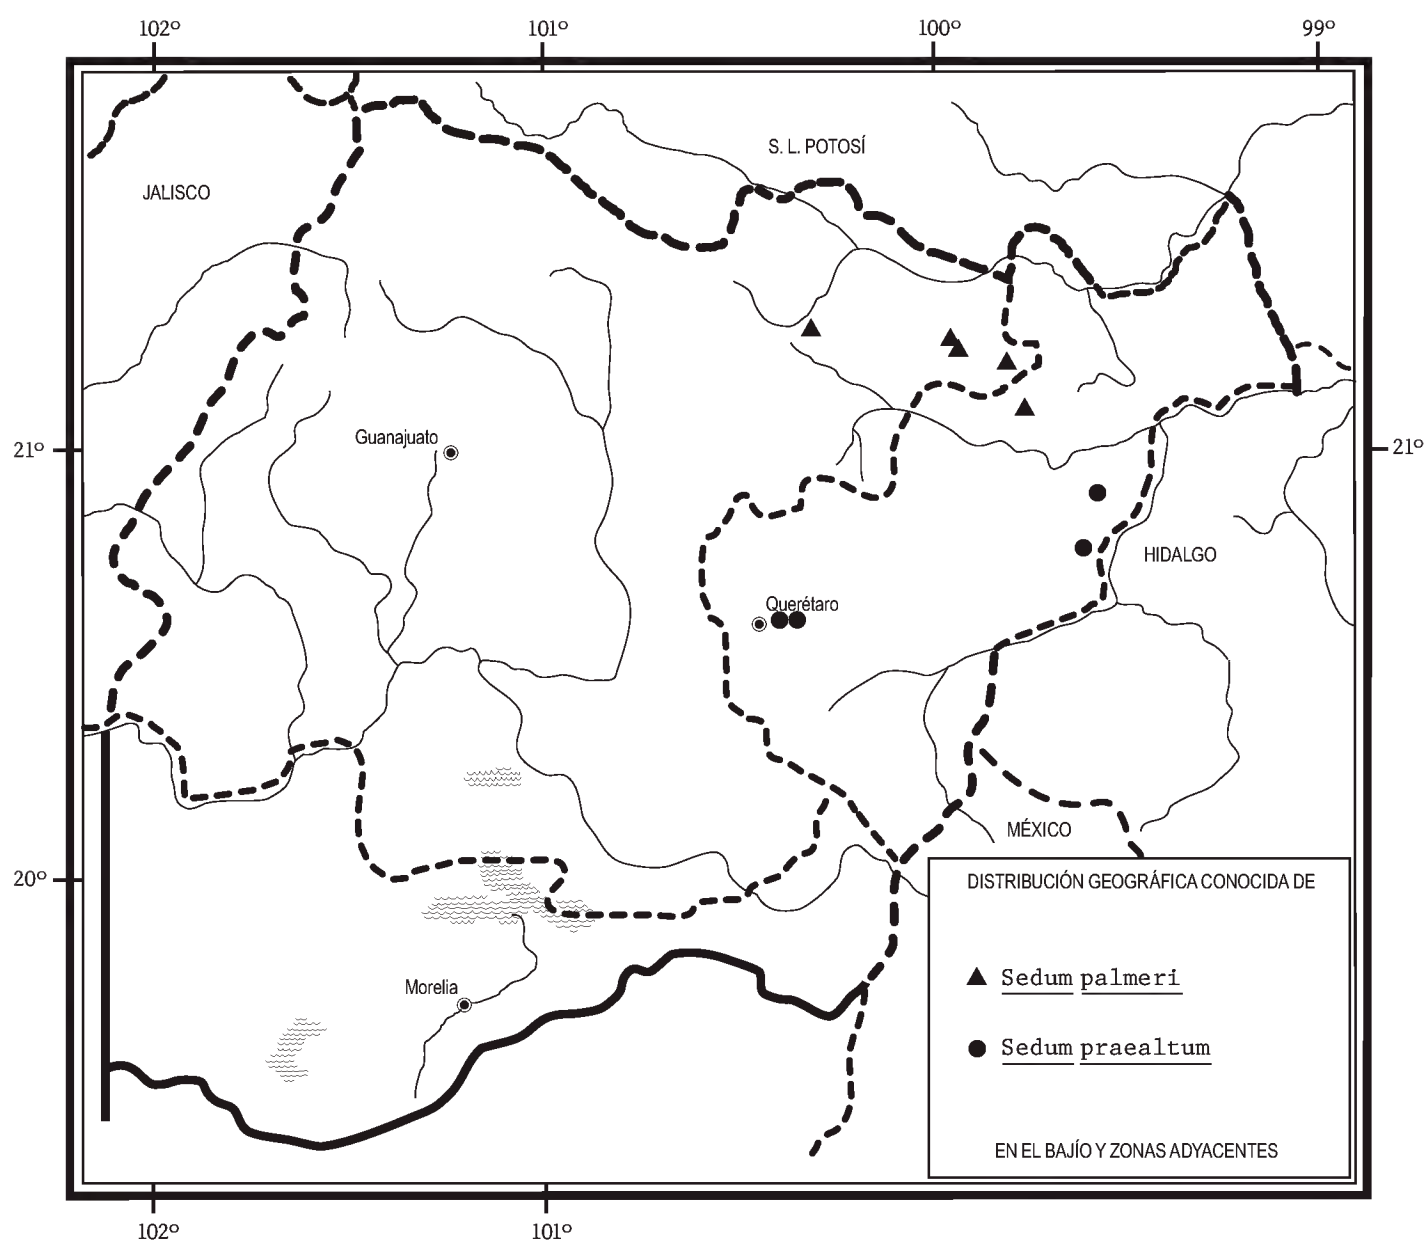 102º 101º 100º 99º
S. L. POTOSÍ
JALISCO
Guanajuato
21º 21º
HIDALGO
Querétaro
MÉXICO
20º
DISTRIBUCIÓN GEOGRÁFICA CONOCIDA DE
Sedum palmeri
Morelia
Sedum praealtum
EN EL BAJÍO Y ZONAS ADYACENTES
102º 101º